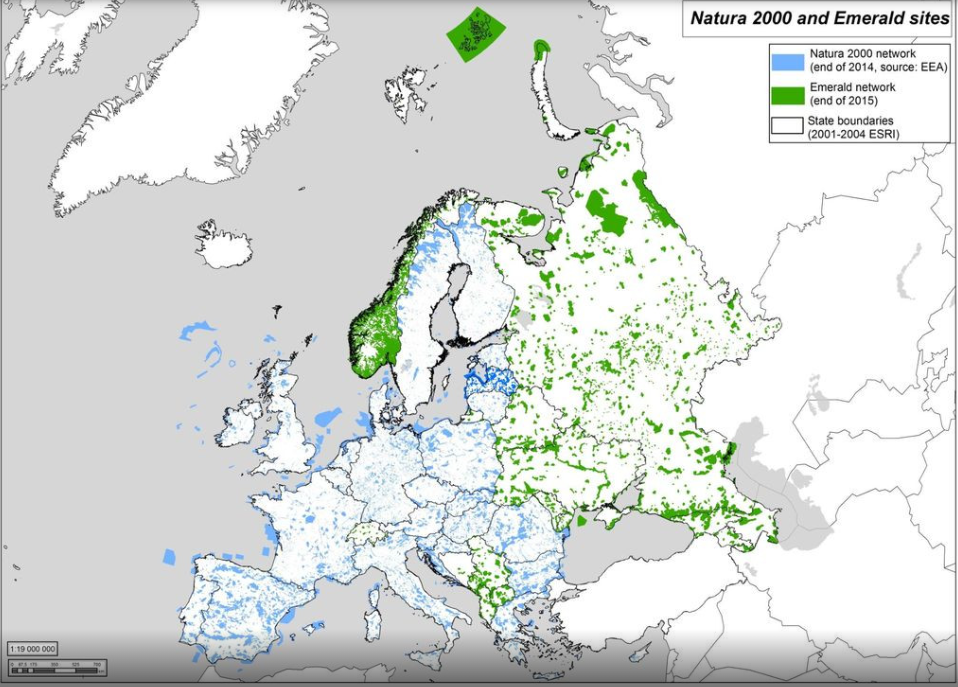 Natura 2000 and Emerald sites
Natura 2000 network
(end of 2014, source: EEA)
Emerald network
(end of 2015)
State boundaries
(2001-2004 ESRI)
1:19 000 000